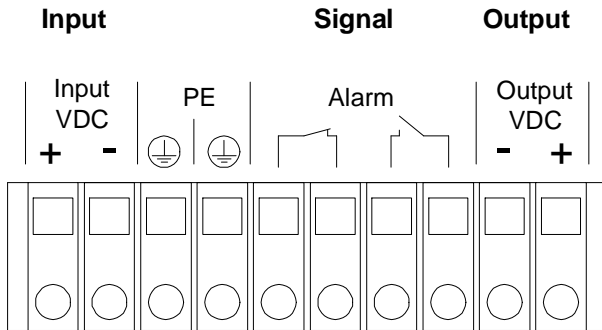 Input Signal Output
Input VDC PE Alarm Output VDC
+ - - +